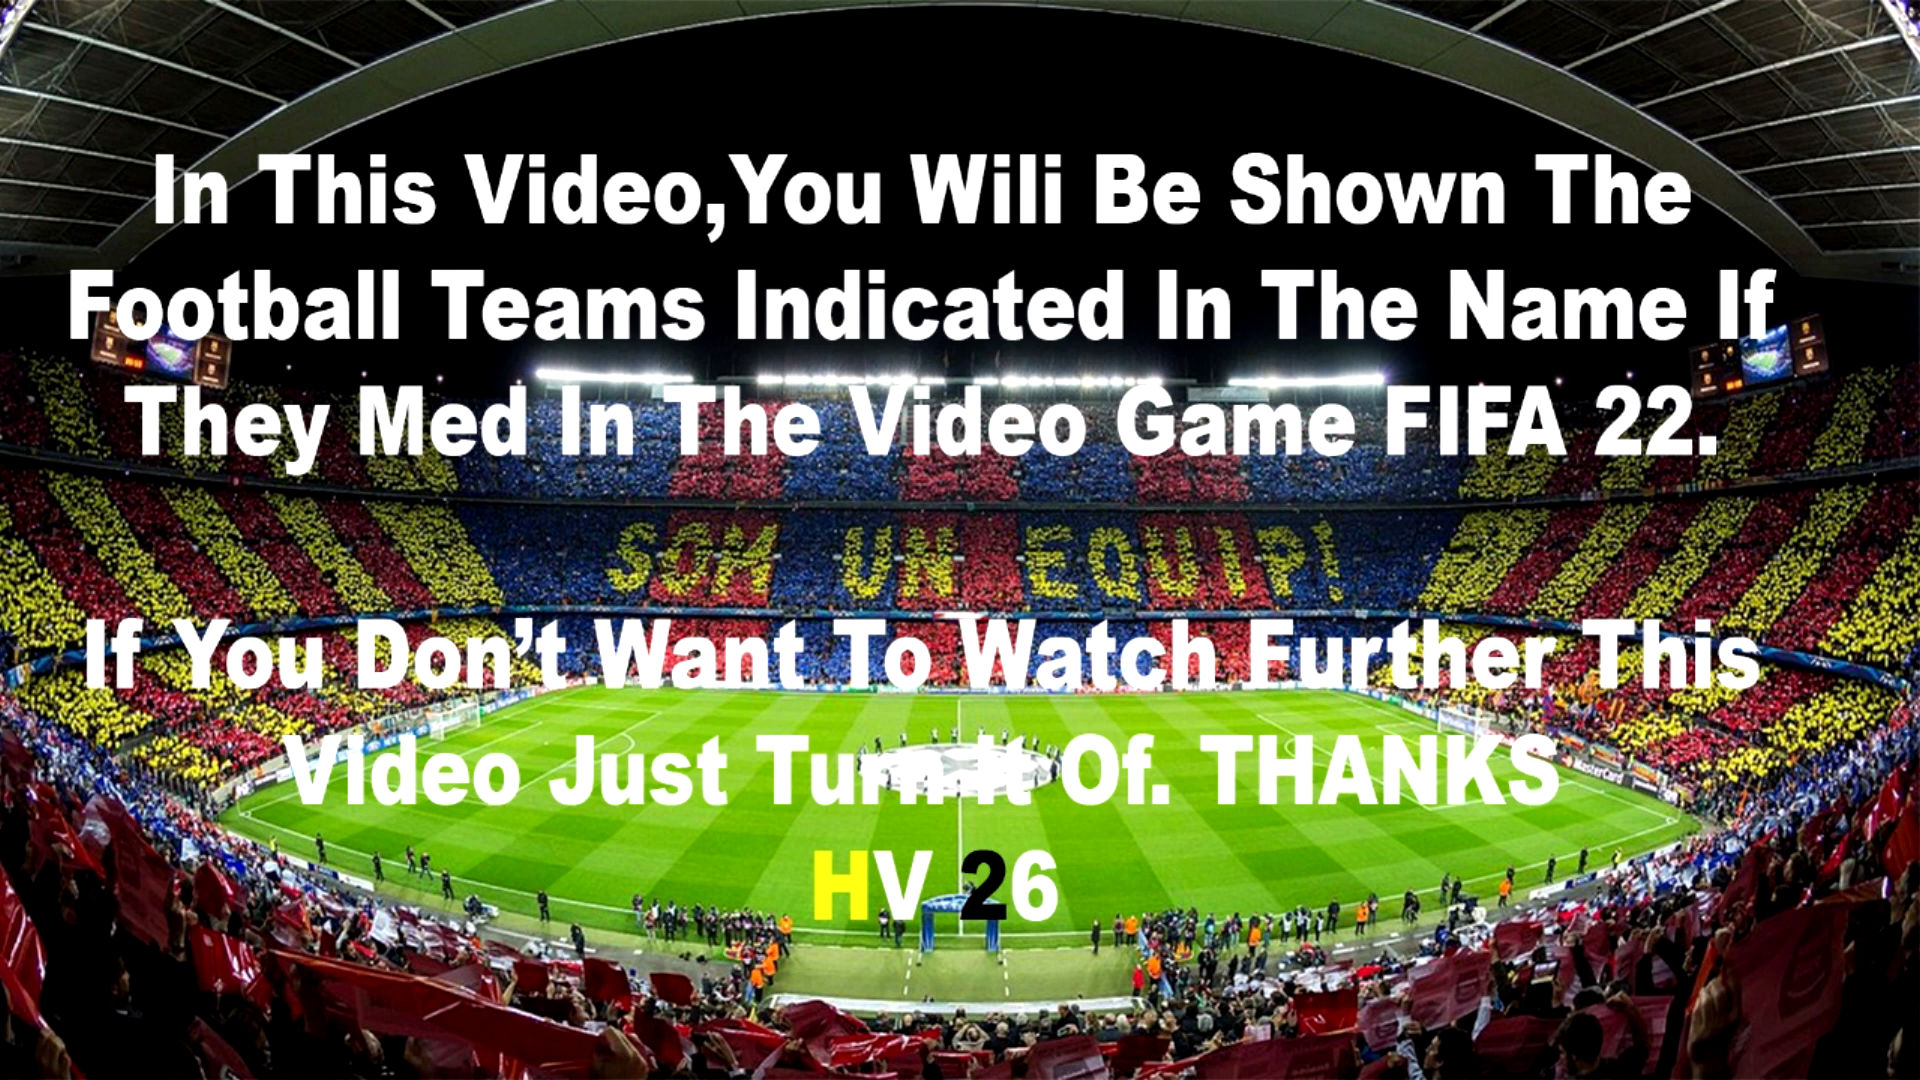 In This Video,You Wili Be Shown The
Football Teams Indicated In The Name If
They Med In The Video Game FIFA 22.
SOM UN EQUIP!
If You Don't Want To Watch Further This
Video Just Turn It Of. THANKS
HV 26
MasterCard